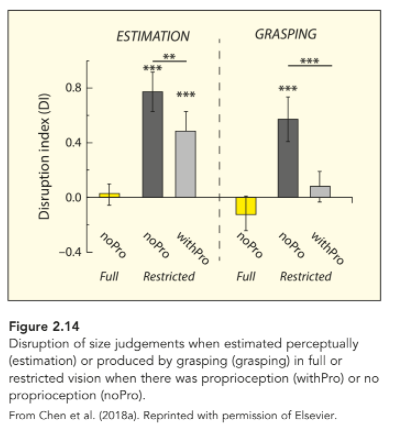 ESTIMATION GRASPING
** ***
*** *** ***
Disruption index (DI)
0.8
0.4
0.0
−0.4
noPro noPro withPro noPro noPro withPro
Full Restricted Full Restricted
Figure 2.14
Disruption of size judgements when estimated perceptually
(estimation) or produced by grasping (grasping) in full or
restricted vision when there was proprioception (withPro) or no
proprioception (noPro).
From Chen et al. (2018a). Reprinted with permission of Elsevier.